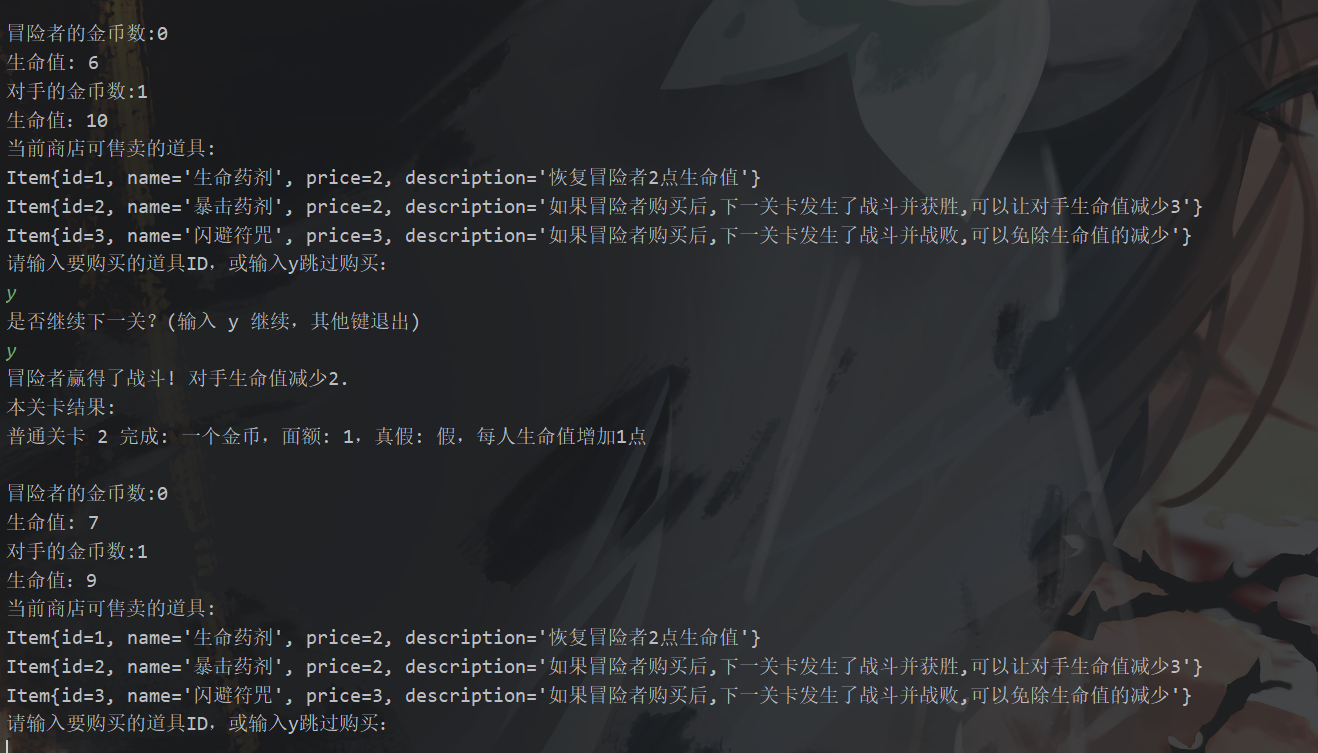 冒险者的金币数:0
生命值: 6
对手的金币数:1
生命值：10
当前商店可售卖的道具:
Item{id=1, name='生命药剂', price=2, description='恢复冒险者2点生命值'}
Item{id=2, name='暴击药剂', price=2, description='如果冒险者购买后,下一关卡发生了战斗并获胜,可以让对手生命值减少3'}
Item{id=3, name='闪避符咒', price=3, description='如果冒险者购买后,下一关卡发生了战斗并战败,可以免除生命值的减少'}
请输入要购买的道具ID，或输入y跳过购买：
y
是否继续下一关？(输入 y 继续，其他键退出)
y
冒险者赢得了战斗! 对手生命值减少2.
本关卡结果:
普通关卡 2 完成: 一个金币，面额: 1，真假: 假，每人生命值增加1点
冒险者的金币数:0
生命值: 7
对手的金币数:1
生命值：9
当前商店可售卖的道具:
Item{id=1, name='生命药剂', price=2, description='恢复冒险者2点生命值'}
Item{id=2, name='暴击药剂', price=2, description='如果冒险者购买后,下一关卡发生了战斗并获胜,可以让对手生命值减少3'}
Item{id=3, name='闪避符咒', price=3, description='如果冒险者购买后,下一关卡发生了战斗并战败,可以免除生命值的减少'}
请输入要购买的道具ID，或输入y跳过购买：